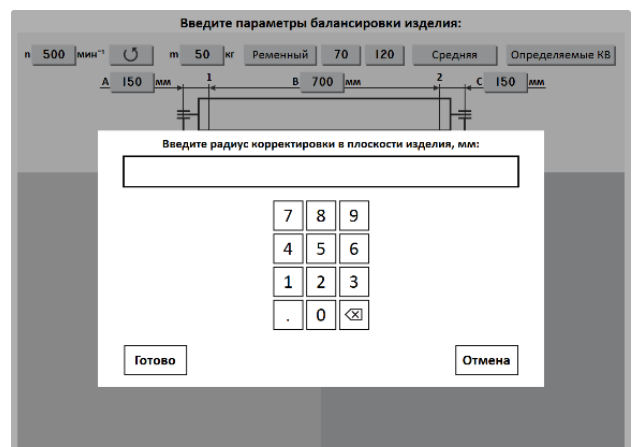 Введите параметры балансировки изделия:
n 500 мин⁻¹ m 50 кг Ременный 70 120 Средняя Определяемые КВ
A 150 мм 1 B 700 мм 2 C 150 мм
Введите радиус корректировки в плоскости изделия, мм:
7 8 9
4 5 6
1 2 3
. 0
Готово Отмена